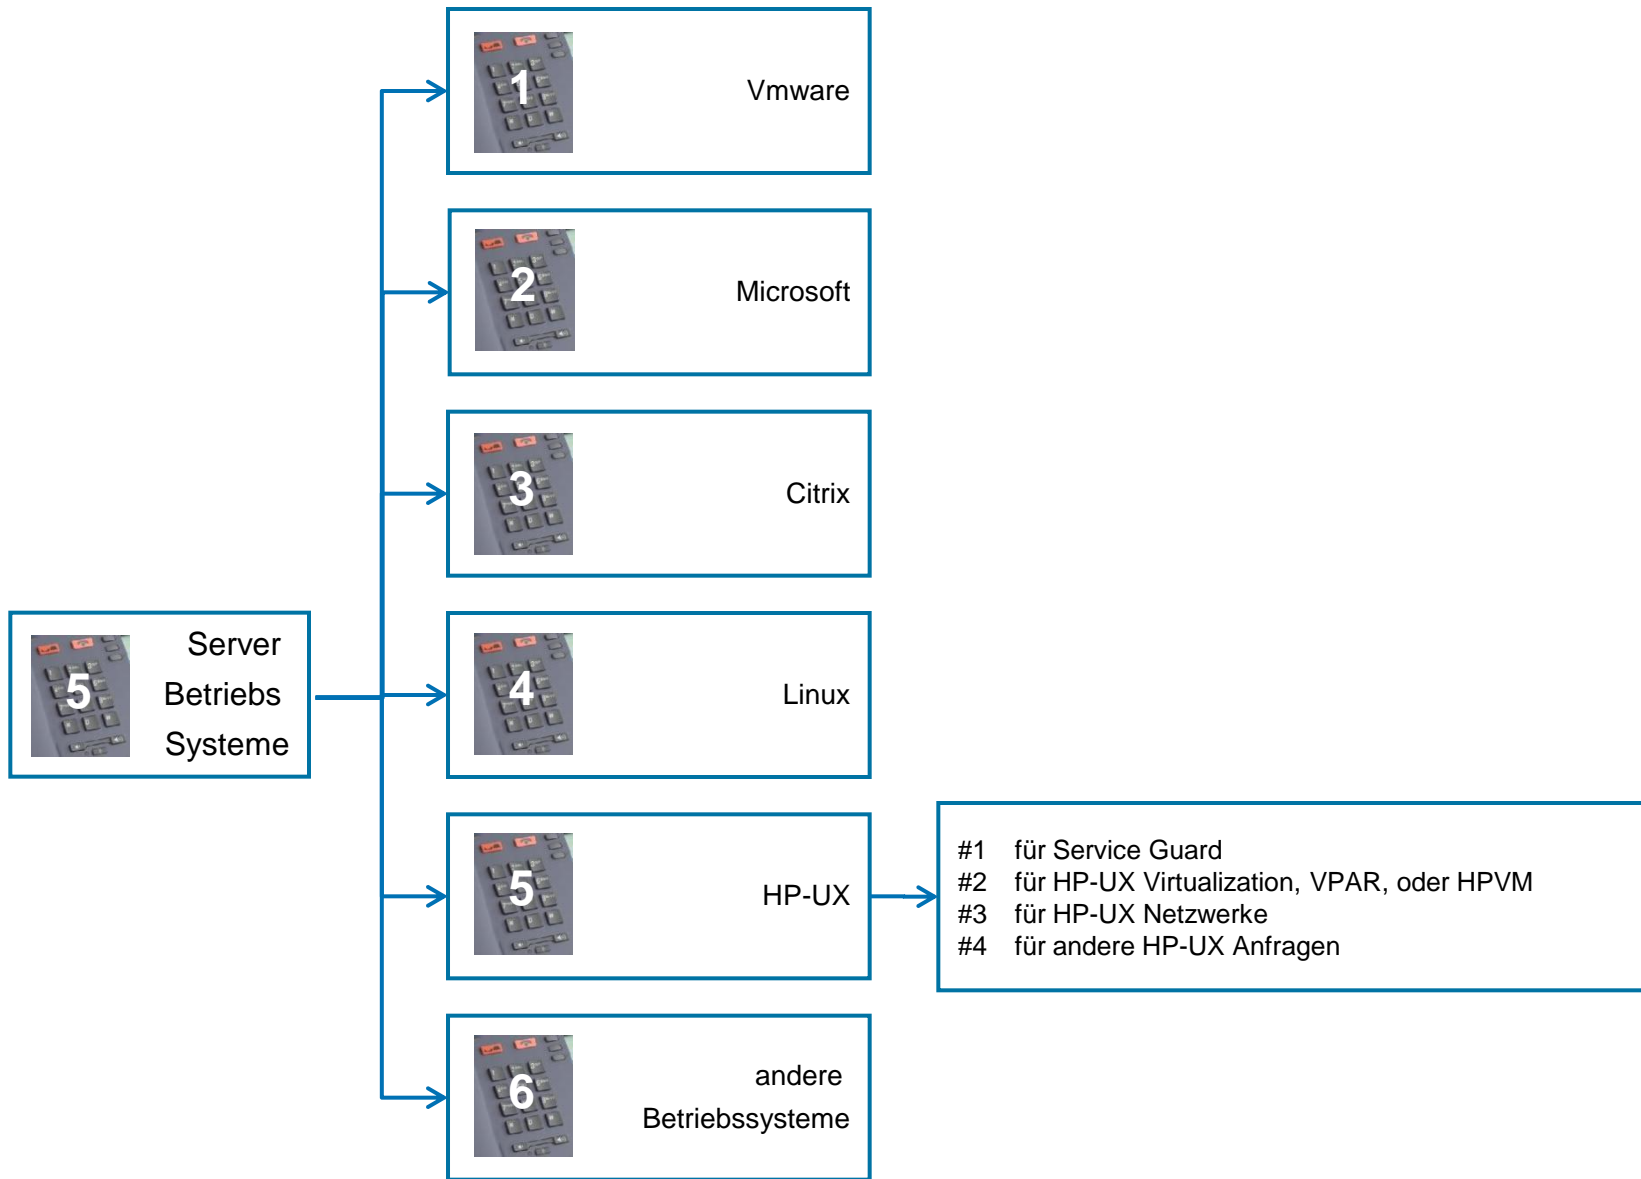 1
Vmware
2
Microsoft
3
Citrix
5
Server
Betriebs
Systeme
4
Linux
5
HP-UX
#1 für Service Guard
#2 für HP-UX Virtualization, VPAR, oder HPVM
#3 für HP-UX Netzwerke
#4 für andere HP-UX Anfragen
6
andere
Betriebssysteme